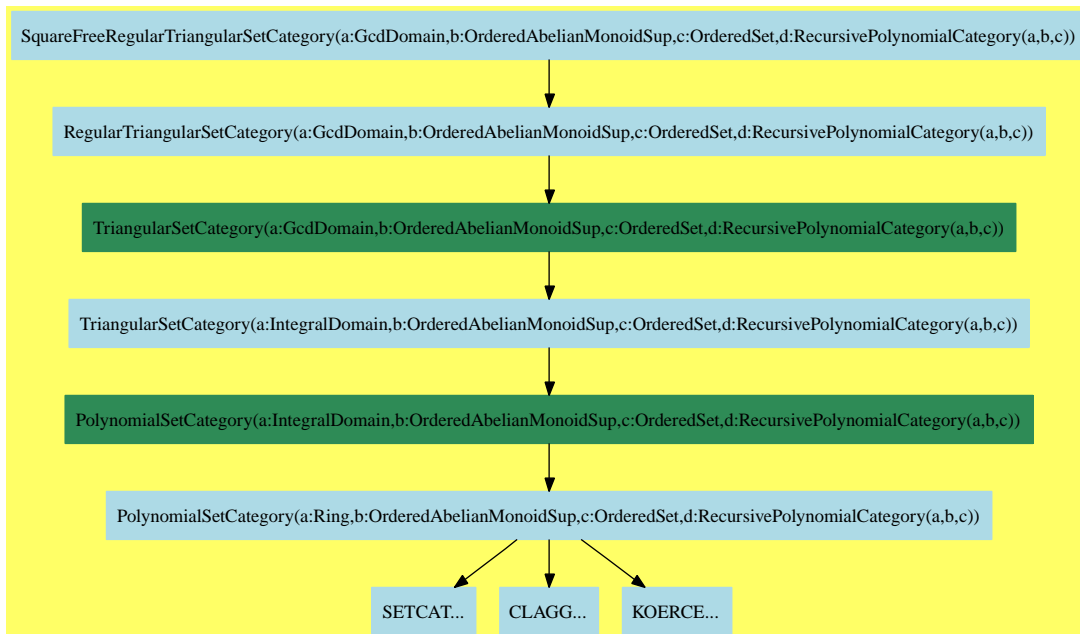 SquareFreeRegularTriangularSetCategory(a:GcdDomain,b:OrderedAbelianMonoidSup,c:OrderedSet,d:RecursivePolynomialCategory(a,b,c))
RegularTriangularSetCategory(a:GcdDomain,b:OrderedAbelianMonoidSup,c:OrderedSet,d:RecursivePolynomialCategory(a,b,c))
TriangularSetCategory(a:GcdDomain,b:OrderedAbelianMonoidSup,c:OrderedSet,d:RecursivePolynomialCategory(a,b,c))
TriangularSetCategory(a:IntegralDomain,b:OrderedAbelianMonoidSup,c:OrderedSet,d:RecursivePolynomialCategory(a,b,c))
PolynomialSetCategory(a:IntegralDomain,b:OrderedAbelianMonoidSup,c:OrderedSet,d:RecursivePolynomialCategory(a,b,c))
PolynomialSetCategory(a:Ring,b:OrderedAbelianMonoidSup,c:OrderedSet,d:RecursivePolynomialCategory(a,b,c))
SETCAT... CLAGG... KOERCE...